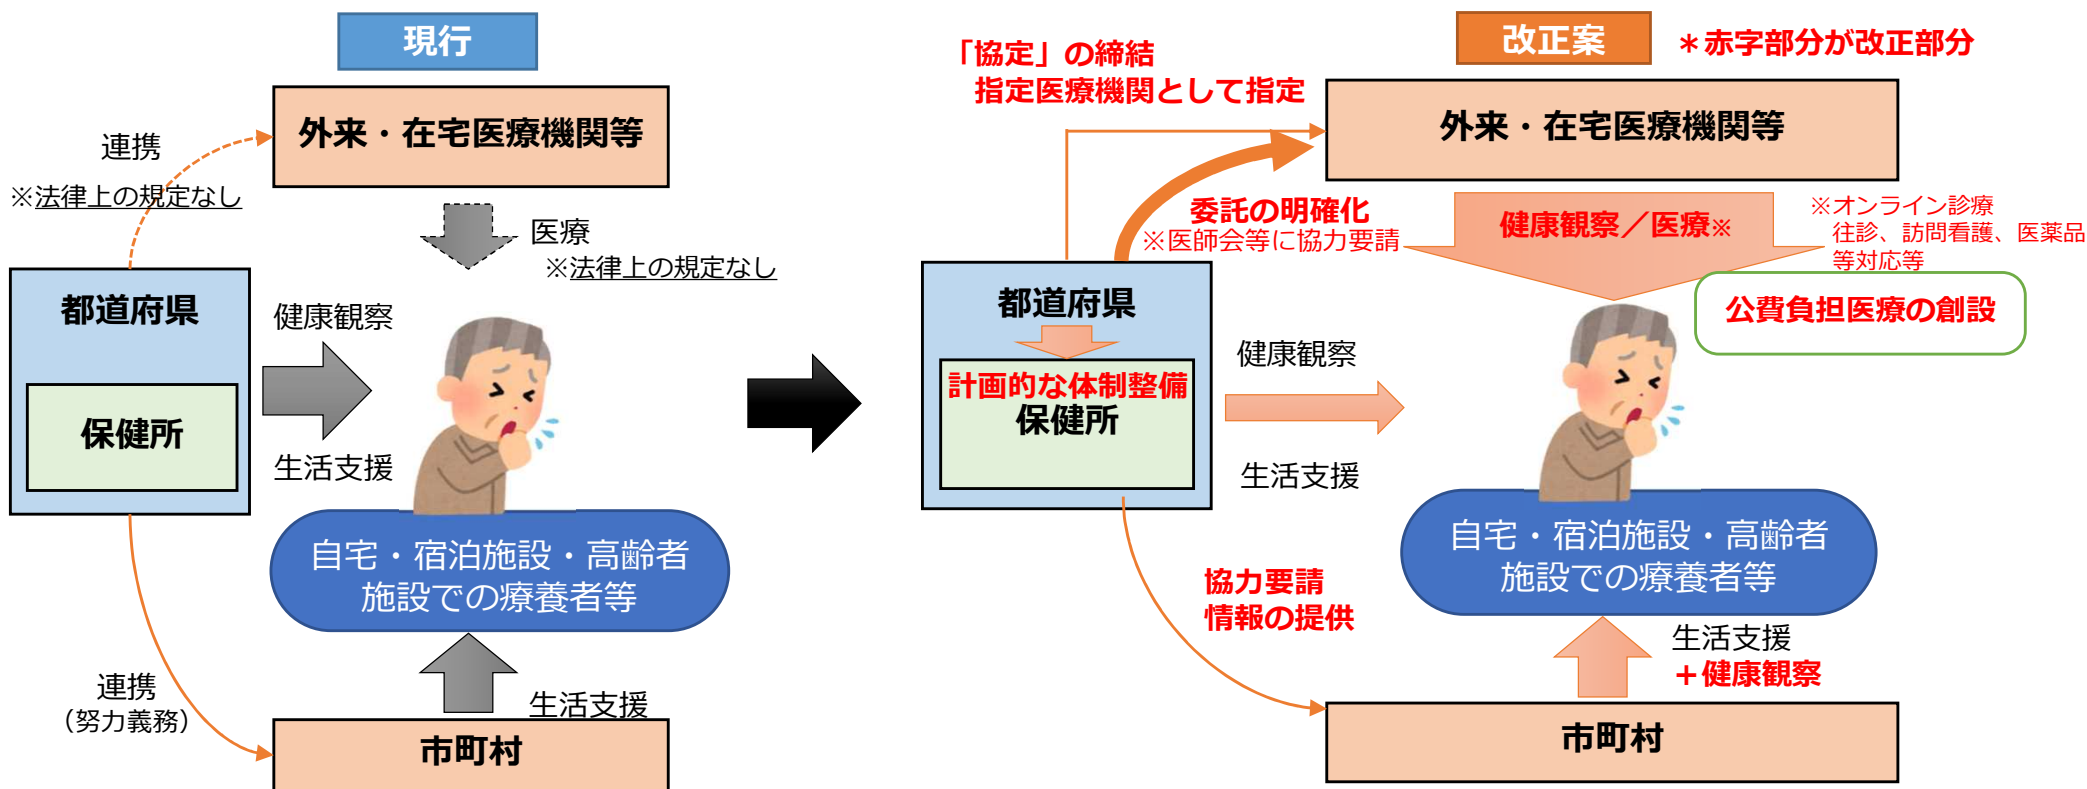 現行
外来・在宅医療機関等
連携
※法律上の規定なし
医療
※法律上の規定なし
都道府県
保健所
健康観察
生活支援
自宅・宿泊施設・高齢者
施設での療養者等
連携
（努力義務）
生活支援
市町村
改正案
＊赤字部分が改正部分
「協定」の締結
指定医療機関として指定
外来・在宅医療機関等
委託の明確化
※医師会等に協力要請
健康観察／医療※
※オンライン診療
往診、訪問看護、医薬品
等対応等
公費負担医療の創設
都道府県
計画的な体制整備
保健所
健康観察
生活支援
自宅・宿泊施設・高齢者
施設での療養者等
協力要請
情報の提供
生活支援
＋健康観察
市町村